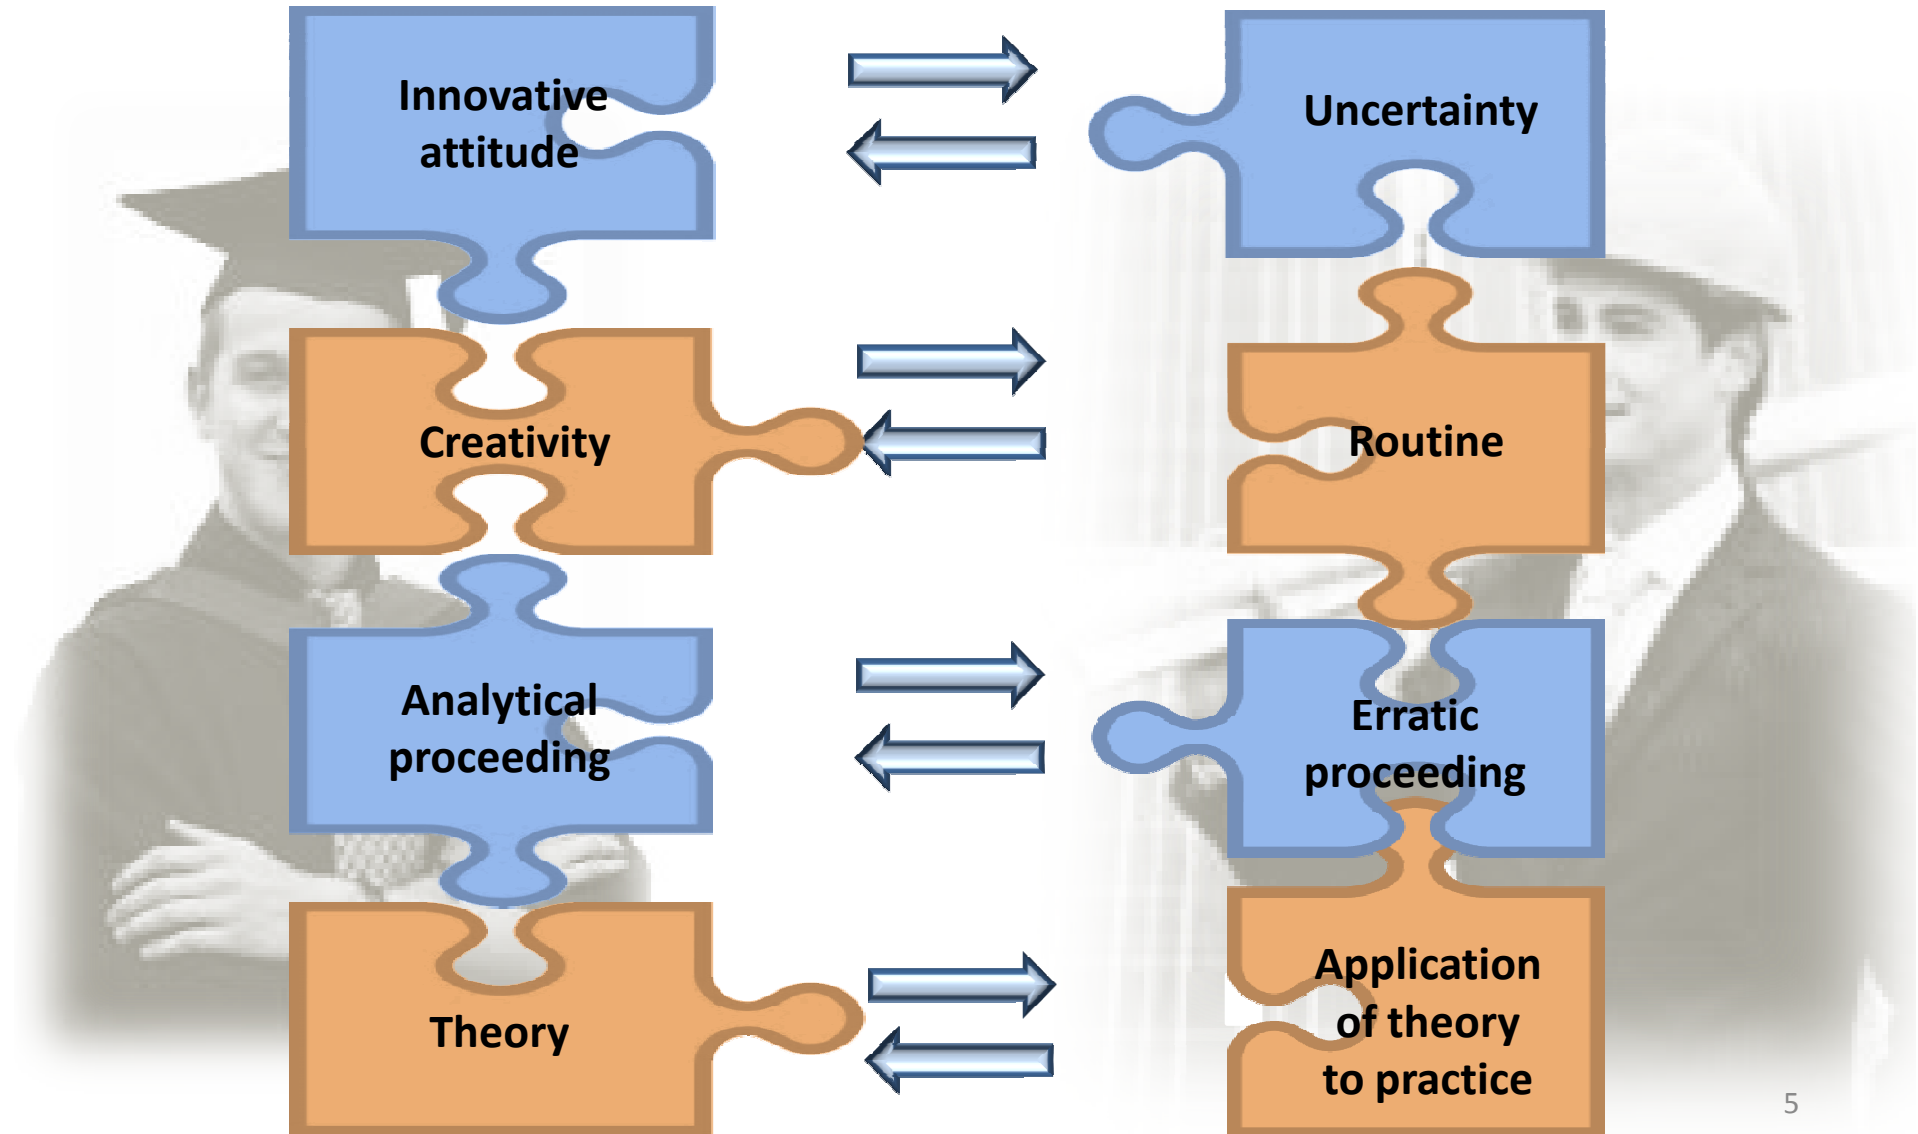 Innovative
attitude
Uncertainty
Creativity
Routine
Analytical
proceeding
Erratic
proceeding
Theory
Application
of theory
to practice
5